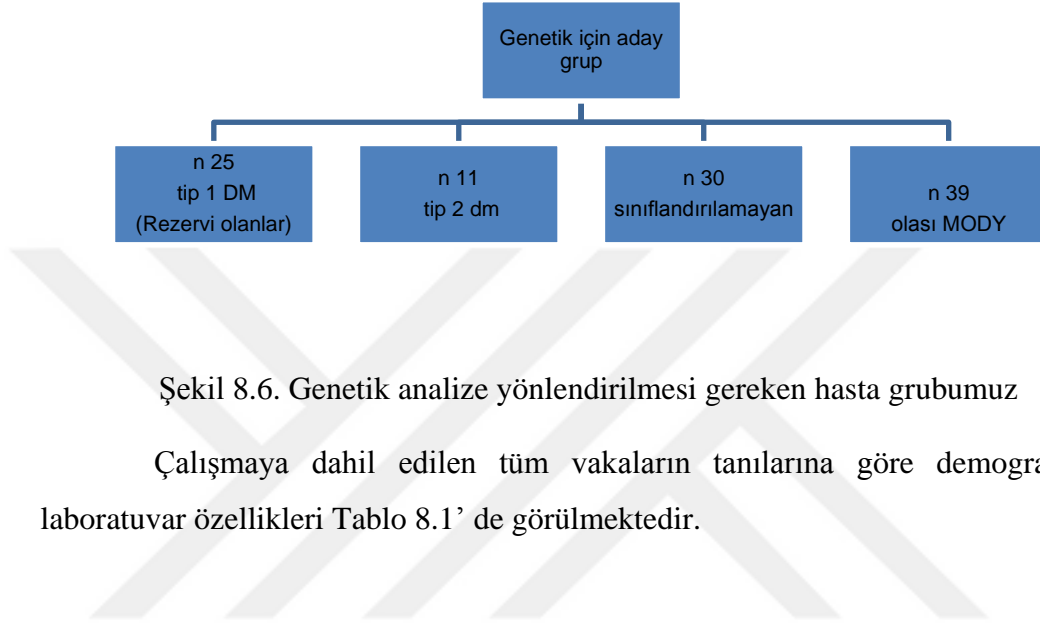 Genetik için aday
grup
n 25
tip 1 DM
(Rezervi olanlar)
n 11
tip 2 dm
n 30
sınıflandırılamayan
n 39
olası MODY
Şekil 8.6. Genetik analize yönlendirilmesi gereken hasta grubumuz
Çalışmaya dahil edilen tüm vakaların tanılarına göre
laboratuvar özellikleri Tablo 8.1’ de görülmektedir.